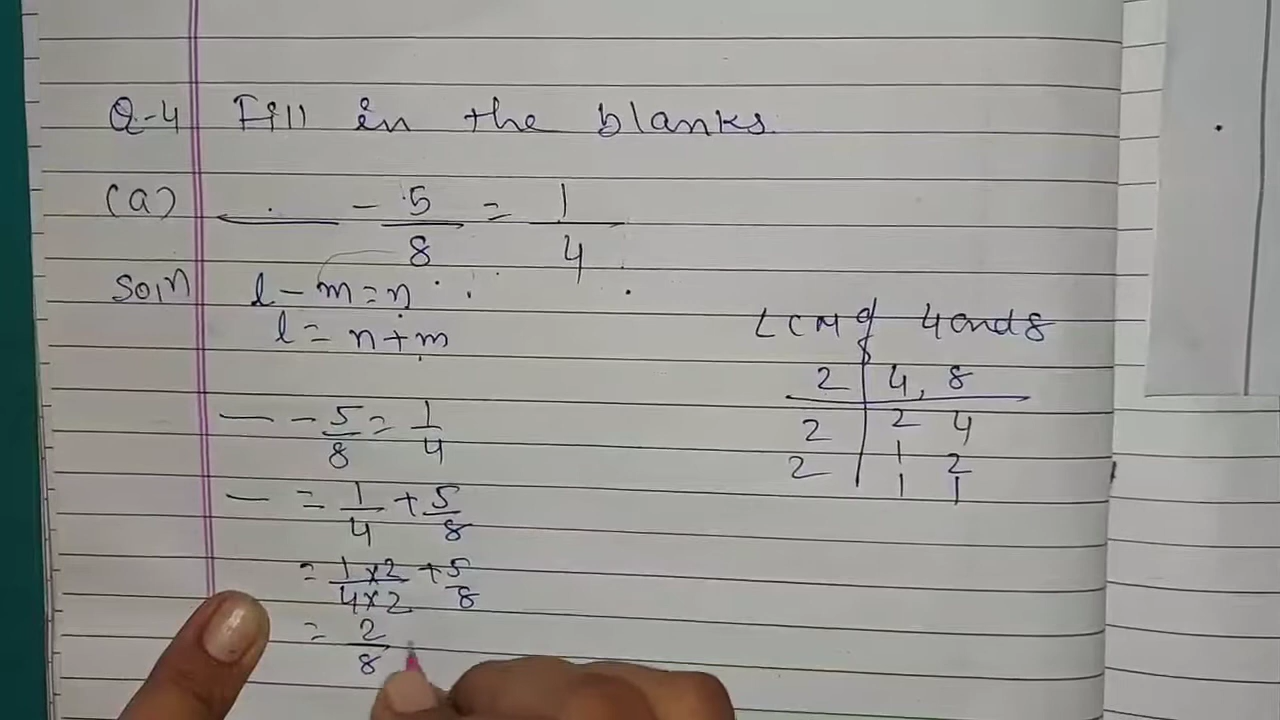 Q-4 Fill in the blanks.
(a) ___ - 5/8 = 1/4
Soln l - m = n
l = n + m
— - 5/8 = 1/4
— = 1/4 + 5/8
= 1×2/4×2 + 5/8
= 2/8
LCM of 4 and 8
2 | 4, 8
2 | 2 4
2 | 1 2
1 1